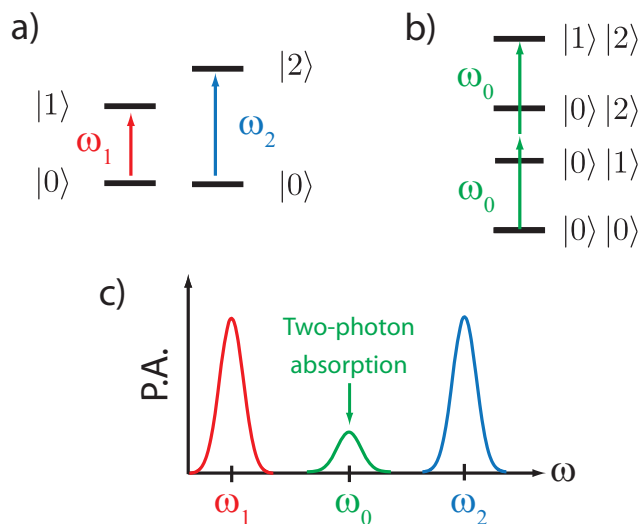 a)
|1⟩
ω1
|0⟩
|2⟩
ω2
|0⟩
b)
|1⟩ |2⟩
ω0
|0⟩ |2⟩
|0⟩ |1⟩
ω0
|0⟩ |0⟩
c)
P.A.
Two-photon
absorption
ω
ω1
ω0
ω2